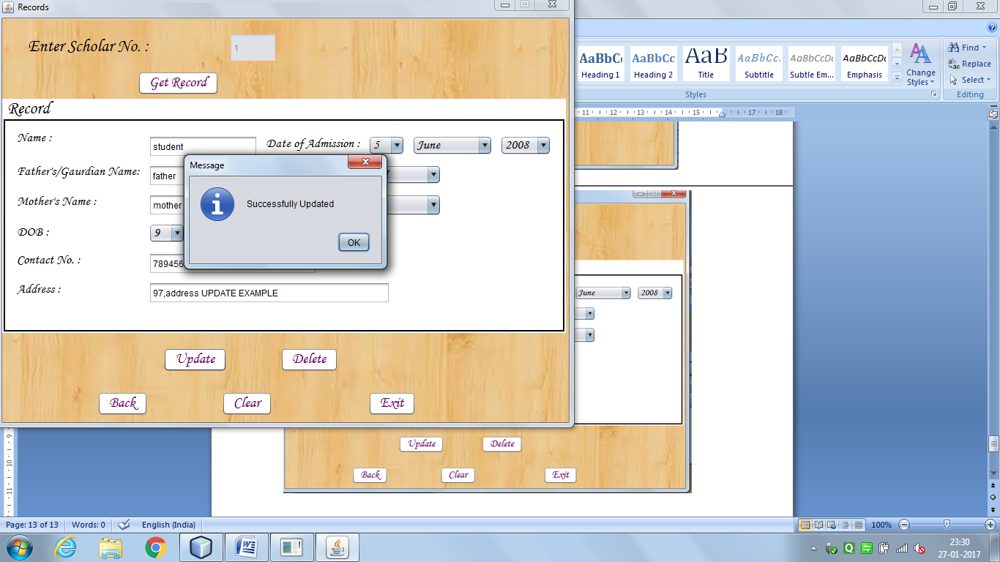 Records
Enter Scholar No. :
1
Get Record
Record
Name :
student
Date of Admission :
5
June
2008
Father's/Gaurdian Name:
father
Mother's Name :
mother
DOB :
9
Contact No. :
789456
Address :
97,address UPDATE EXAMPLE
Message
Successfully Updated
OK
Update
Delete
Back
Clear
Exit
AaBbC
AaBbCc
AaB
AaBbCc.
AaBbCcDc
AaBbCcDc
Heading 1
Heading 2
Title
Subtitle
Subtle Em...
Emphasis
Change
Styles
Find
Replace
Select
Styles
Editing
11 12 13 14 15 17 18
June
2008
Update
Delete
Back
Clear
Exit
9
10
11
Page: 13 of 13
Words: 0
English (India)
100%
23:30
27-01-2017